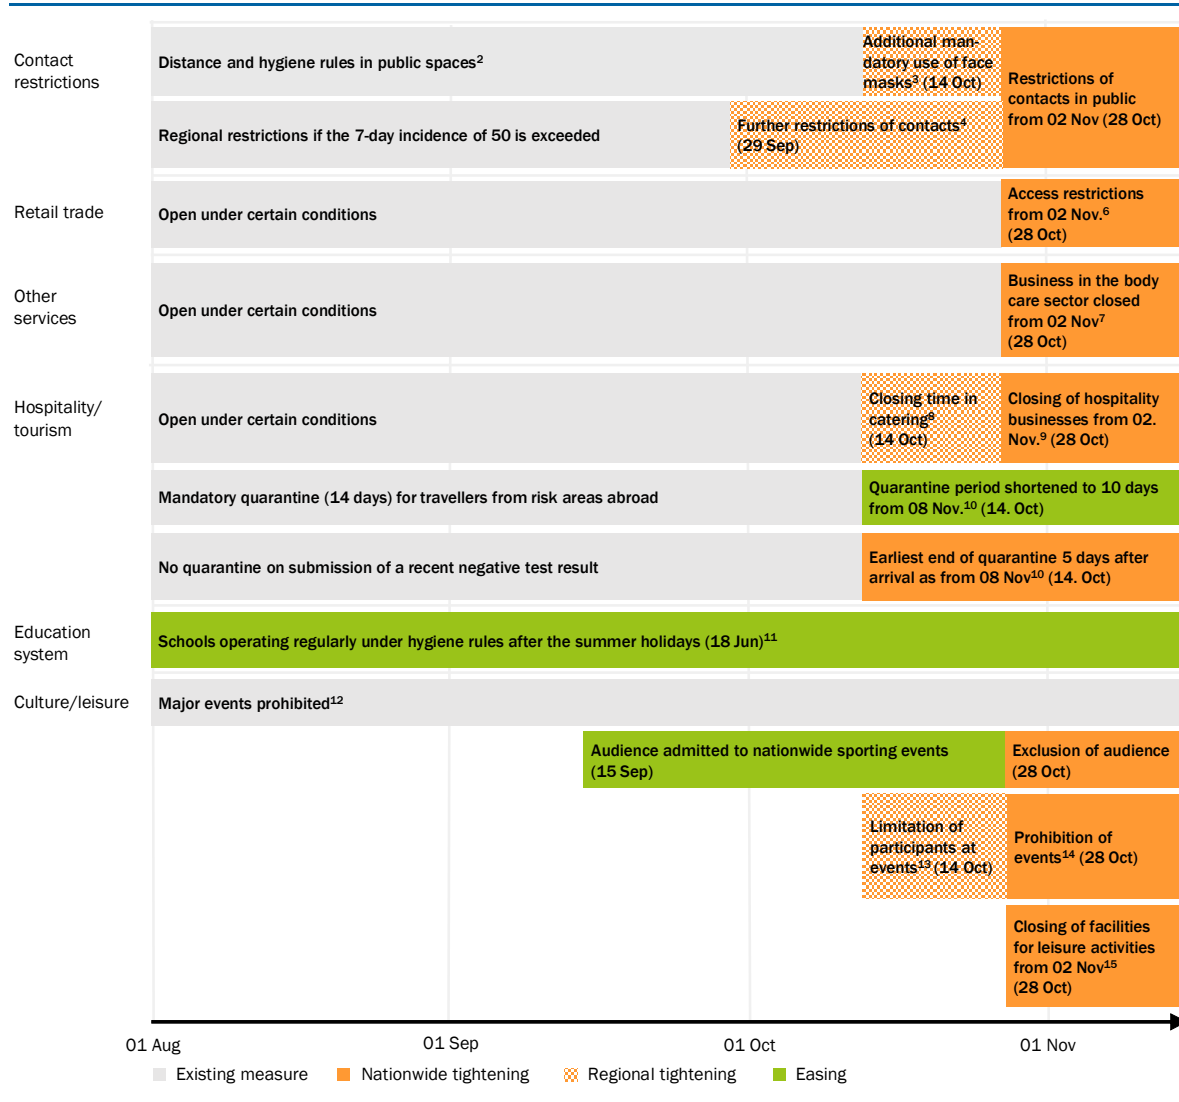 Contact
restrictions
Distance and hygiene rules in public spaces²
Additional man-
datory use of face
masks³ (14 Oct)
Restrictions of
contacts in public
from 02 Nov (28 Oct)
Regional restrictions if the 7-day incidence of 50 is exceeded
Further restrictions of contacts⁴
(29 Sep)
Retail trade
Open under certain conditions
Access restrictions
from 02 Nov.⁶
(28 Oct)
Other
services
Open under certain conditions
Business in the body
care sector closed
from 02 Nov⁷
(28 Oct)
Hospitality/
tourism
Open under certain conditions
Closing time in
catering⁸
(14 Oct)
Closing of hospitality
businesses from 02.
Nov.⁹ (28 Oct)
Mandatory quarantine (14 days) for travellers from risk areas abroad
Quarantine period shortened to 10 days
from 08 Nov.¹⁰ (14. Oct)
No quarantine on submission of a recent negative test result
Earliest end of quarantine 5 days after
arrival as from 08 Nov¹⁰ (14. Oct)
Education
system
Schools operating regularly under hygiene rules after the summer holidays (18 Jun)¹¹
Culture/leisure
Major events prohibited¹²
Audience admitted to nationwide sporting events
(15 Sep)
Exclusion of audience
(28 Oct)
Limitation of
participants at
events¹³ (14 Oct)
Prohibition of
events¹⁴ (28 Oct)
Closing of facilities
for leisure activities
from 02 Nov¹⁵
(28 Oct)
01 Aug
01 Sep
01 Oct
01 Nov
Existing measure
Nationwide tightening
Regional tightening
Easing